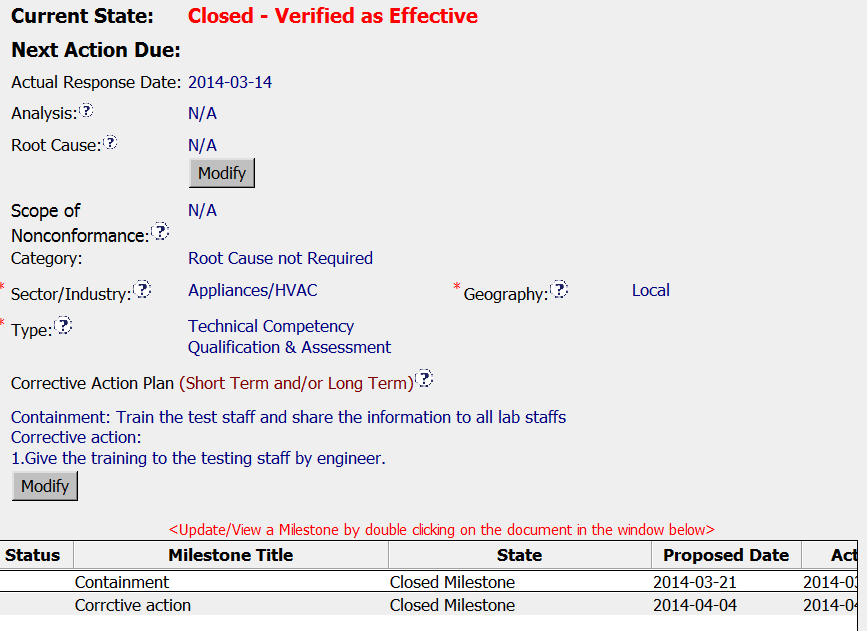 Current State: Closed - Verified as Effective
Next Action Due:
Actual Response Date: 2014-03-14
Analysis:? N/A
Root Cause:? N/A
Modify
Scope of N/A
Nonconformance:?
Category: Root Cause not Required
* Sector/Industry:? Appliances/HVAC * Geography:? Local
* Type:? Technical Competency
Qualification & Assessment
Corrective Action Plan (Short Term and/or Long Term)?
Containment: Train the test staff and share the information to all lab staffs
Corrective action:
1.Give the training to the testing staff by engineer.
Modify
<Update/View a Milestone by double clicking on the document in the window below>
Status Milestone Title State Proposed Date Act
Containment Closed Milestone 2014-03-21 2014-03
Corrctive action Closed Milestone 2014-04-04 2014-04